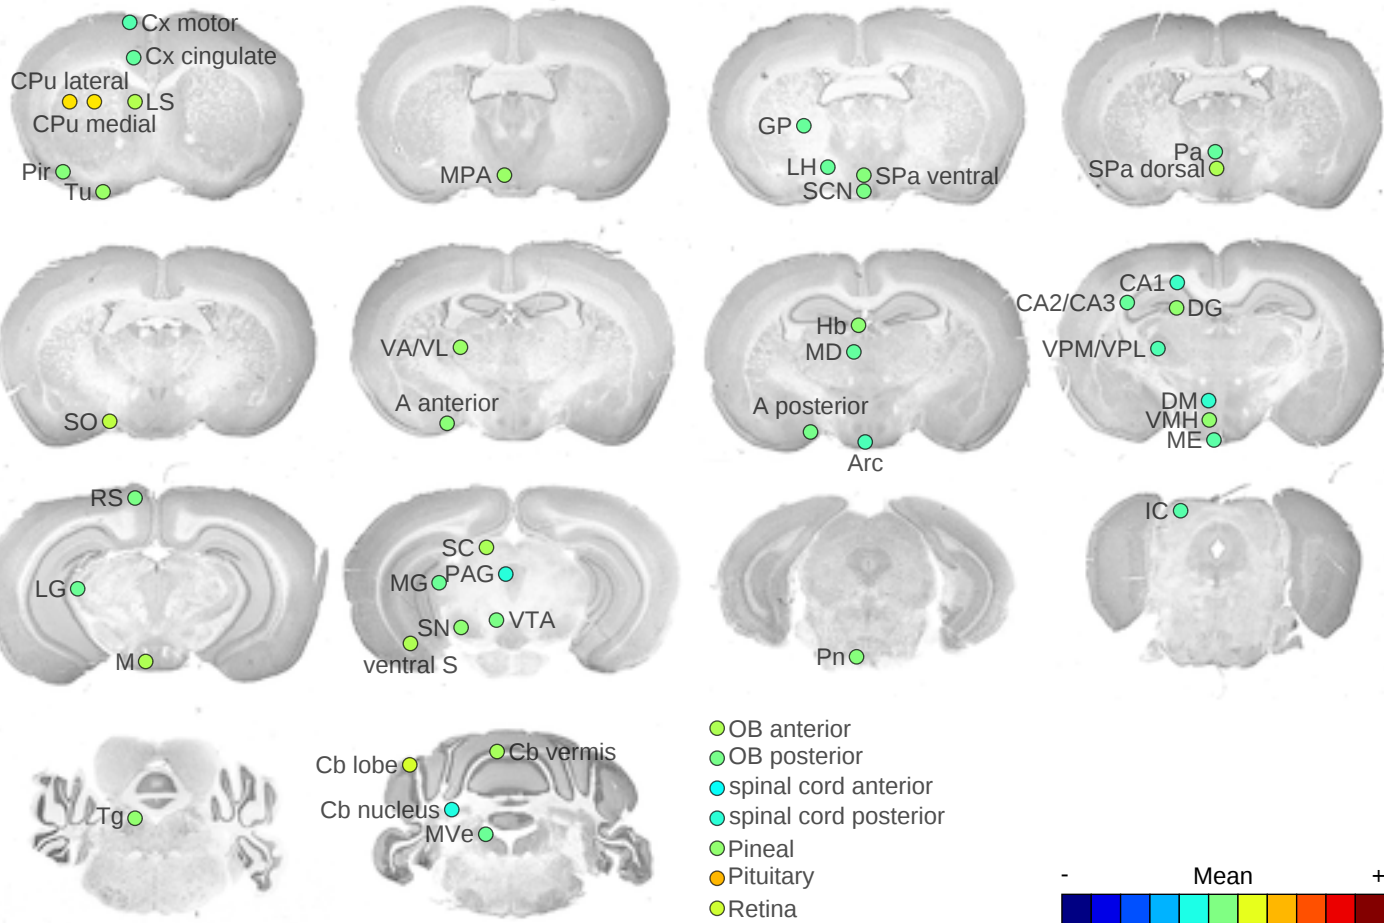 Cx motor
Cx cingulate
CPu lateral
LS
CPu medial
Pir
Tu
MPA
GP
LH
SPa ventral
SCN
Pa
SPa dorsal
SO
VA/VL
A anterior
Hb
MD
A posterior
Arc
CA1
CA2/CA3
DG
VPM/VPL
DM
VMH
ME
RS
LG
M
SC
MG
PAG
SN
VTA
ventral S
Pn
IC
Tg
Cb lobe
Cb vermis
Cb nucleus
MVe
OB anterior
OB posterior
spinal cord anterior
spinal cord posterior
Pineal
Pituitary
Retina
- Mean +